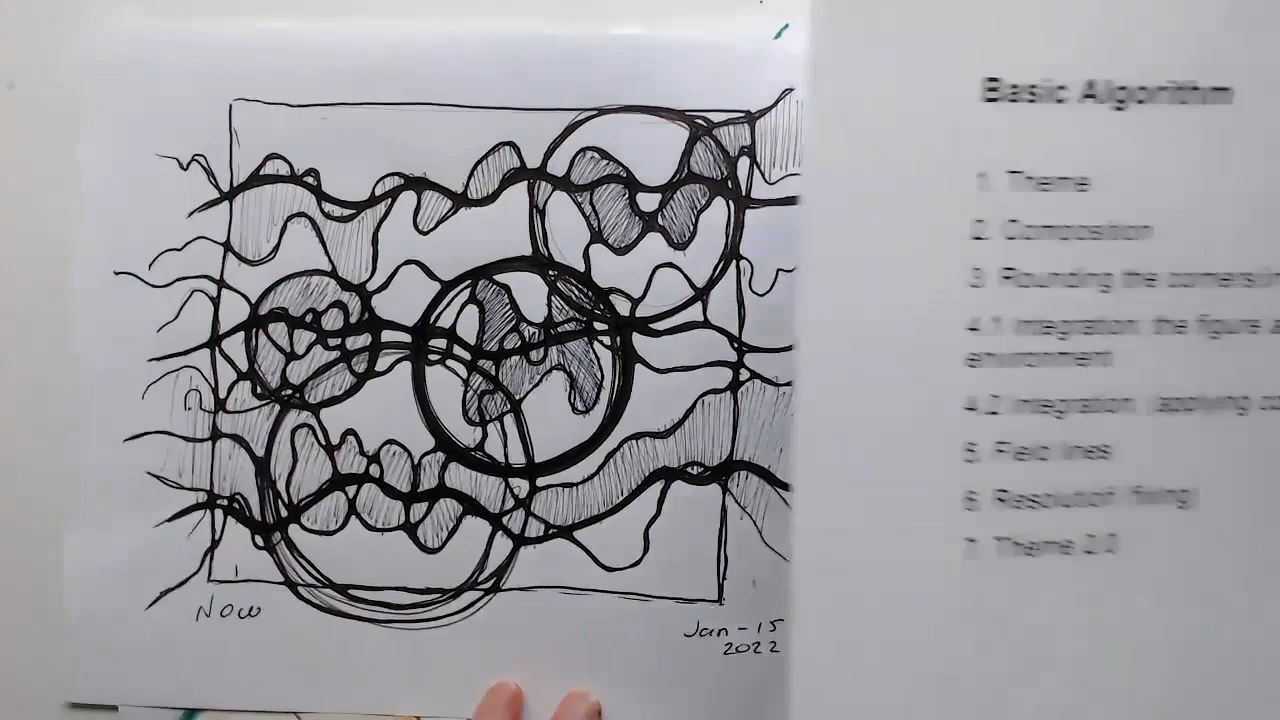 Now
Jan-15
2022
Basic Algorithm
1. Theme
2. Composition
3. Rounding the corners
4.1 Integration the figure
environment
4.2 Integration
5. Field lines
6.
7. Theme 2.0